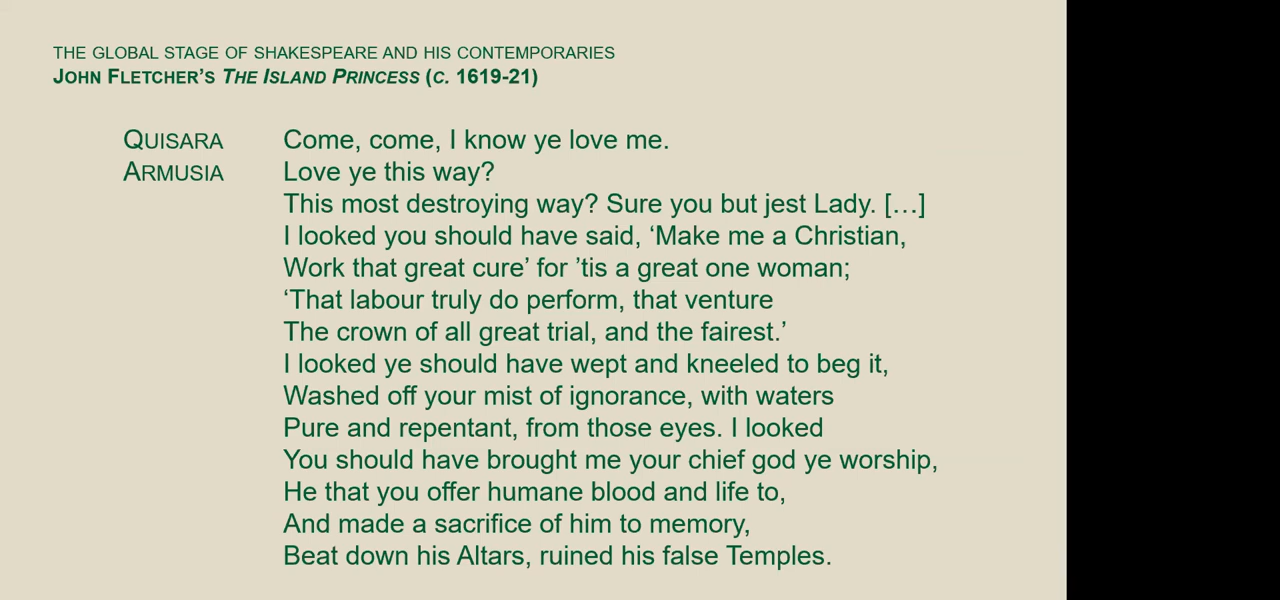 THE GLOBAL STAGE OF SHAKESPEARE AND HIS CONTEMPORARIES
JOHN FLETCHER’S THE ISLAND PRINCESS (C. 1619-21)
QUISARA Come, come, I know ye love me.
ARMUSIA Love ye this way?
This most destroying way? Sure you but jest Lady. […]
I looked you should have said, ‘Make me a Christian,
Work that great cure’ for ’tis a great one woman;
‘That labour truly do perform, that venture
The crown of all great trial, and the fairest.’
I looked ye should have wept and kneeled to beg it,
Washed off your mist of ignorance, with waters
Pure and repentant, from those eyes. I looked
You should have brought me your chief god ye worship,
He that you offer humane blood and life to,
And made a sacrifice of him to memory,
Beat down his Altars, ruined his false Temples.